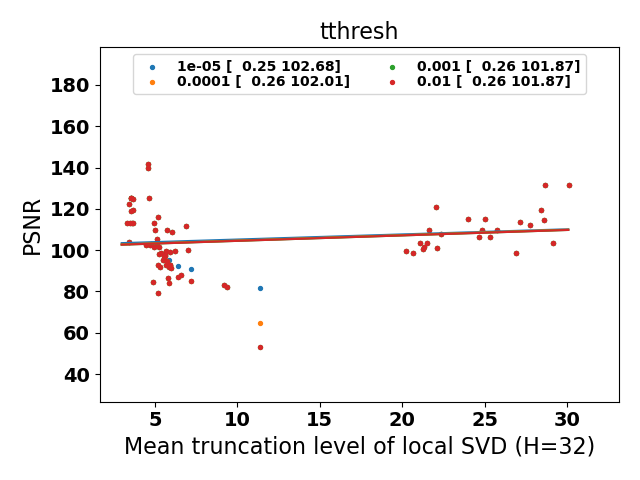 tthresh
1e-05 [  0.25 102.68]
0.0001 [  0.26 102.01]
0.001 [  0.26 101.87]
0.01 [  0.26 101.87]
PSNR
180
160
140
120
100
80
60
40
5 10 15 20 25 30
Mean truncation level of local SVD (H=32)